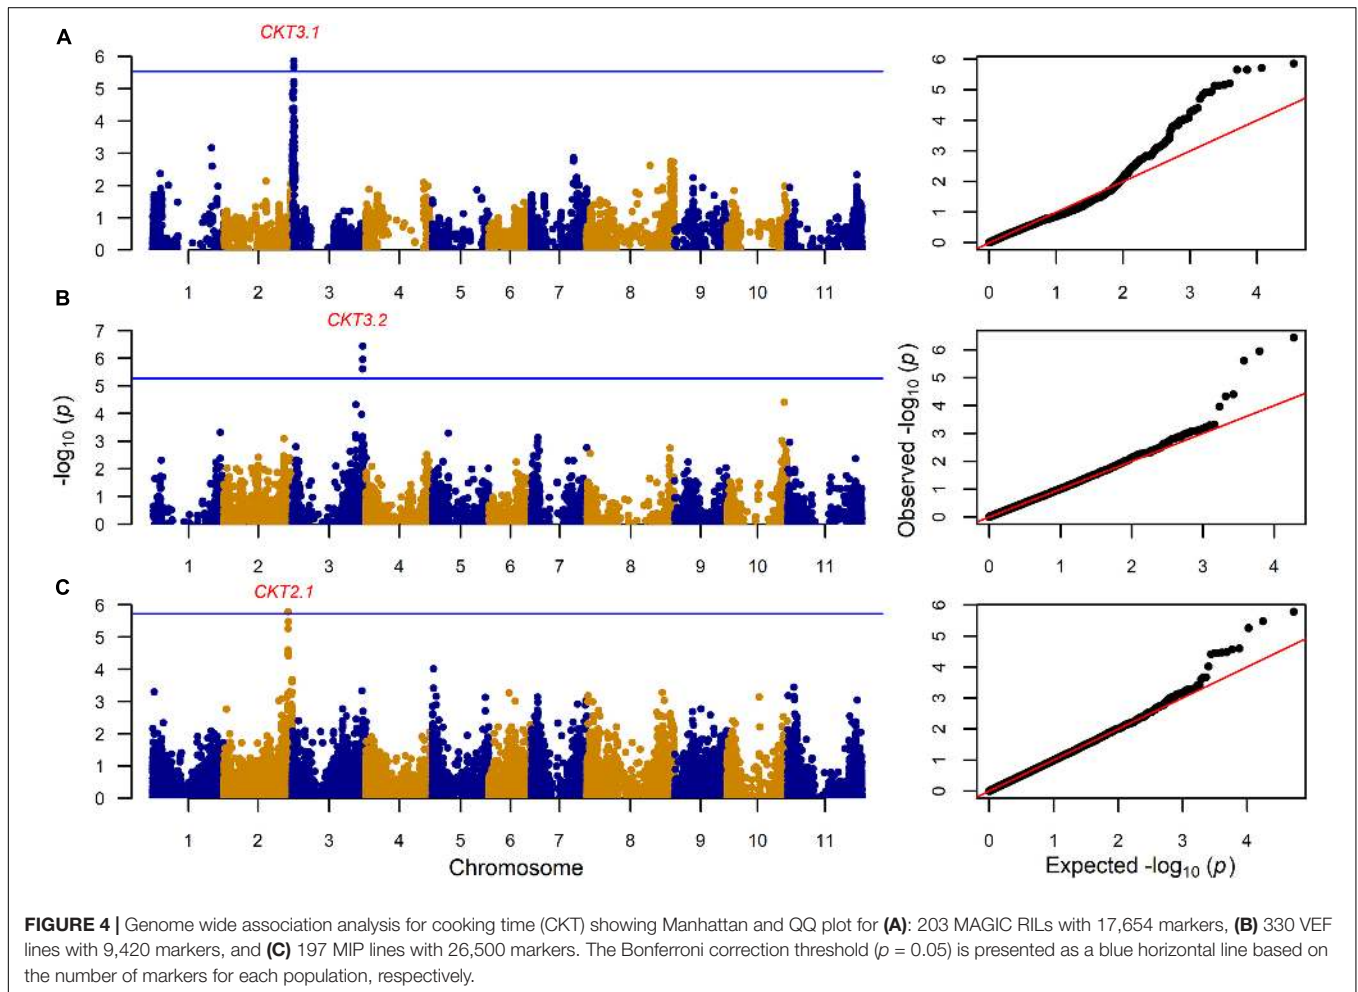 A
CKT3.1
6
5
4
3
2
1
0
1 2 3 4 5 6 7 8 9 10 11
6
5
4
3
2
1
0
0 1 2 3 4
B
CKT3.2
7
6
5
4
3
2
1
0
1 2 3 4 5 6 7 8 9 10 11
-log10 (p)
6
5
4
3
2
1
0
0 1 2 3 4
Observed -log10 (p)
C
CKT2.1
6
5
4
3
2
1
0
1 2 3 4 5 6 7 8 9 10 11
Chromosome
6
5
4
3
2
1
0
0 1 2 3 4
Expected -log10 (p)
FIGURE 4 | Genome wide association analysis for cooking time (CKT) showing Manhattan and QQ plot for (A): 203 MAGIC RILs with 17,654 markers, (B) 330 VEF
lines with 9,420 markers, and (C) 197 MIP lines with 26,500 markers. The Bonferroni correction threshold (p = 0.05) is presented as a blue horizontal line based on
the number of markers for each population, respectively.